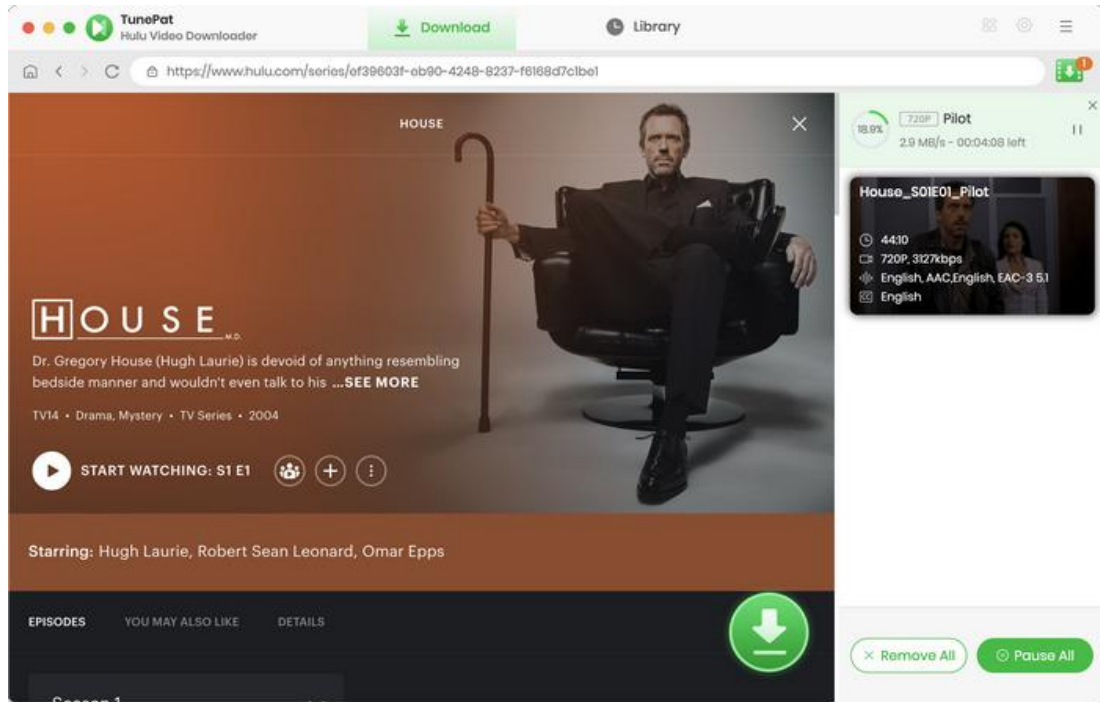 TunePat
Hulu Video Downloader
Download
Library
https://www.hulu.com/series/ef39603f-eb90-4248-8237-f6168d7c1be1
HOUSE
HOUSE
M.D.
Dr. Gregory House (Hugh Laurie) is devoid of anything resembling
bedside manner and wouldn't even talk to his ...SEE MORE
TV14 • Drama, Mystery • TV Series • 2004
START WATCHING: S1 E1
Starring: Hugh Laurie, Robert Sean Leonard, Omar Epps
EPISODES YOU MAY ALSO LIKE DETAILS
Season 1
18.9%
720P Pilot
2.9 MB/s - 00:04:08 left
House_S01E01_Pilot
44:10
720P, 3127kbps
English, AAC,English, EAC-3 5.1
CC English
Remove All
Pause All